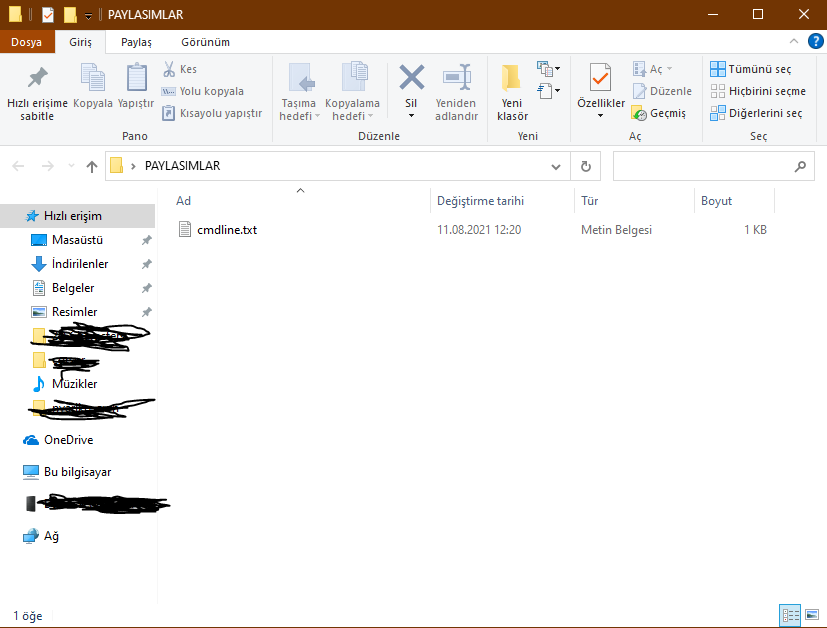 PAYLASIMLAR
Dosya Giriş Paylaş Görünüm
Hızlı erişime sabitle
Kopyala
Yapıştır
Kes
Yolu kopyala
Kısayolu yapıştır
Pano
Taşıma hedefi
Kopyalama hedefi
Sil
Yeniden adlandır
Düzenle
Yeni klasör
Yeni
Özellikler
Aç
Düzenle
Geçmiş
Aç
Tümünü seç
Hiçbirini seçme
Diğerlerini seç
Seç
PAYLASIMLAR
Ad Değiştirme tarihi Tür Boyut
cmdline.txt 11.08.2021 12:20 Metin Belgesi 1 KB
Hızlı erişim
Masaüstü
İndirilenler
Belgeler
Resimler
Müzikler
OneDrive
Bu bilgisayar
Ağ
1 öğe